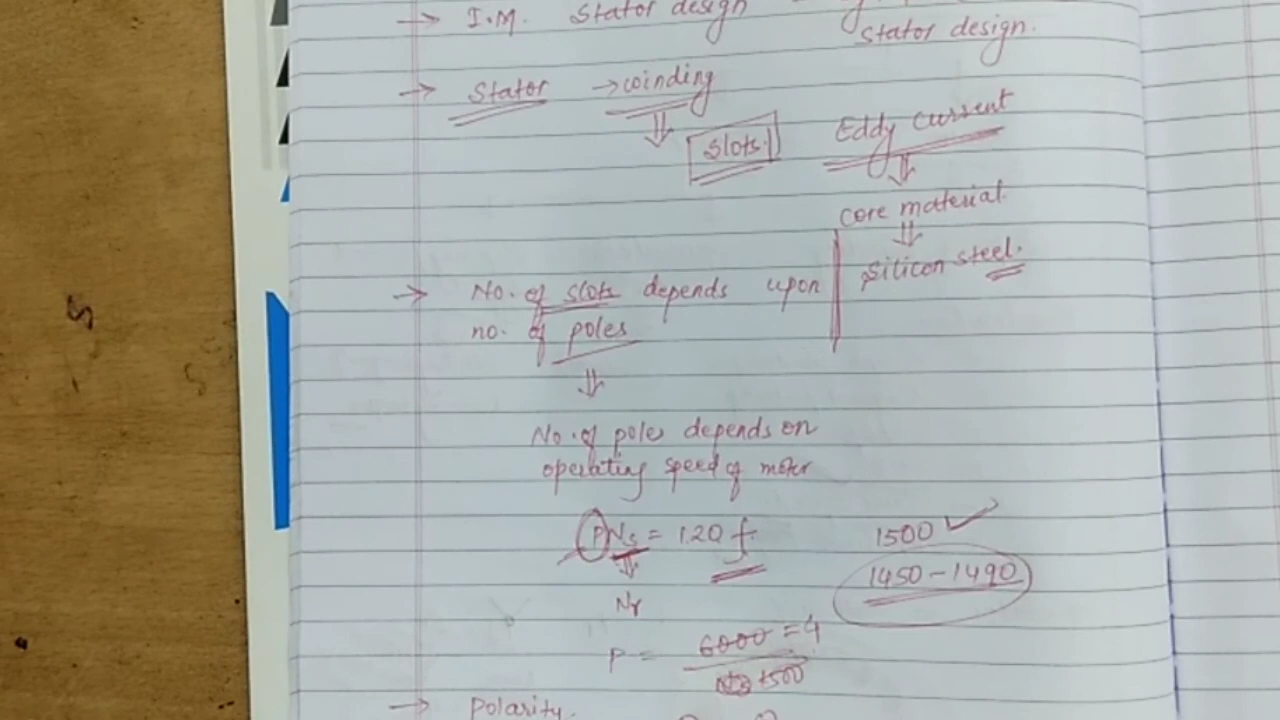 → I.M. Stator design
Stator design.
→ Stator → winding
⇓
Slots.
Eddy current
⇓
core material.
⇓
Silicon steel.
→ No. of slots depends upon
no. of poles
⇓
No. of poles depends on
operating speed of motor
PNs = 120 f
⇓
Nr
1500 ✓
1450 - 1490
P = 6000 = 4
1500
→ Polarity.